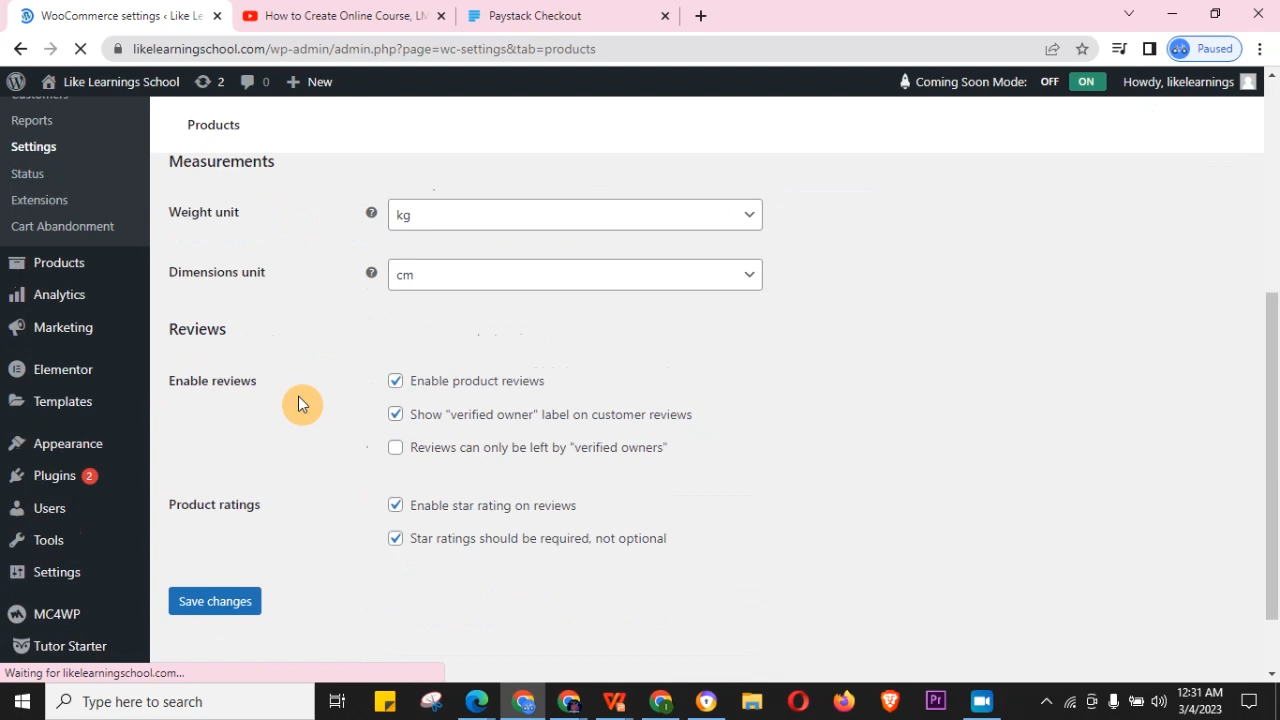 WooCommerce settings ‹ Like Le
How to Create Online Course, LM
Paystack Checkout
likelearningschool.com/wp-admin/admin.php?page=wc-settings&tab=products
Paused
Like Learnings School
2
0
New
Coming Soon Mode:
OFF
ON
Howdy, likelearnings
Customers
Reports
Settings
Status
Extensions
Cart Abandonment
Products
Analytics
Marketing
Elementor
Templates
Appearance
Plugins 2
Users
Tools
Settings
MC4WP
Tutor Starter
Products
Measurements
Weight unit
kg
Dimensions unit
cm
Reviews
Enable reviews
Enable product reviews
Show "verified owner" label on customer reviews
Reviews can only be left by "verified owners"
Product ratings
Enable star rating on reviews
Star ratings should be required, not optional
Save changes
Waiting for likelearningschool.com...
Type here to search
12:31 AM
3/4/2023